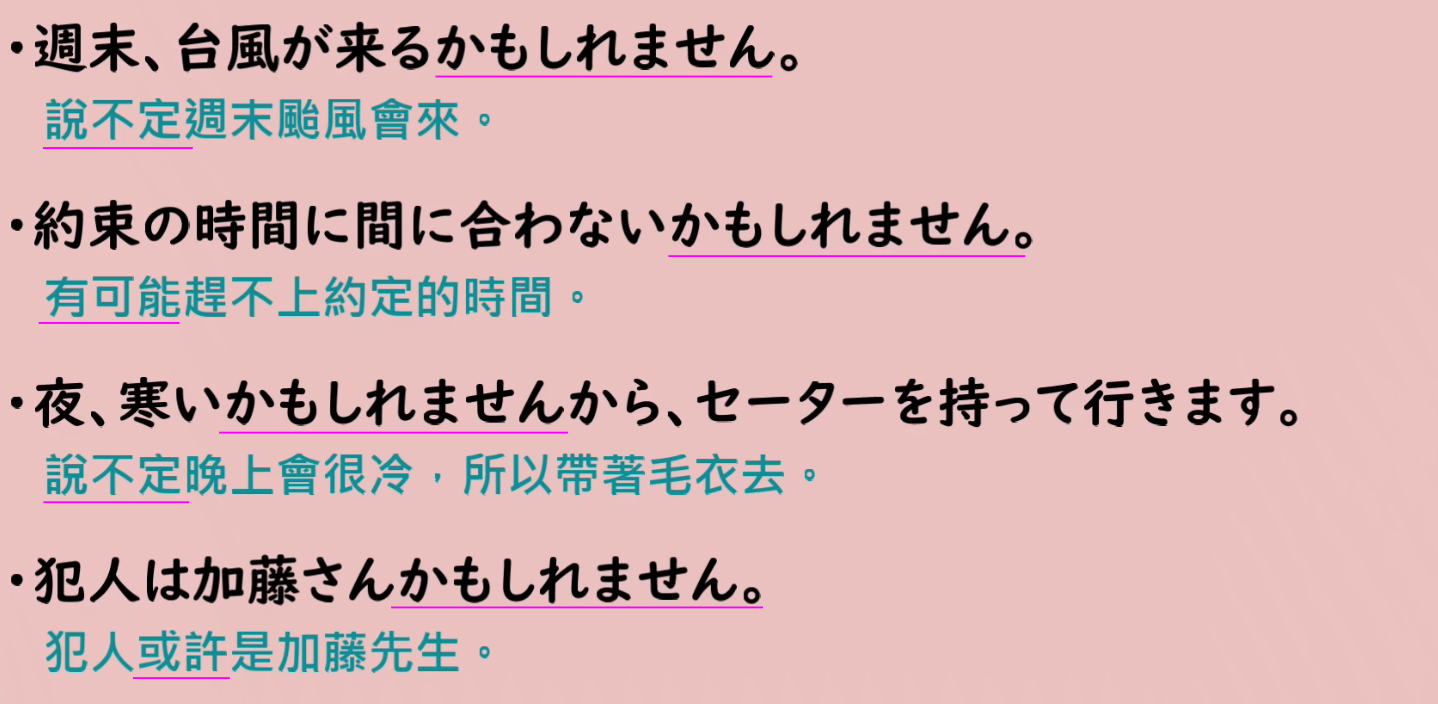 ・週末、台風が来るかもしれません。
說不定週末颱風會來。
・約束の時間に間に合わないかもしれません。
有可能趕不上約定的時間。
・夜、寒いかもしれませんから、セーターを持って行きます。
說不定晚上會很冷，所以帶著毛衣去。
・犯人は加藤さんかもしれません。
犯人或許是加藤先生。